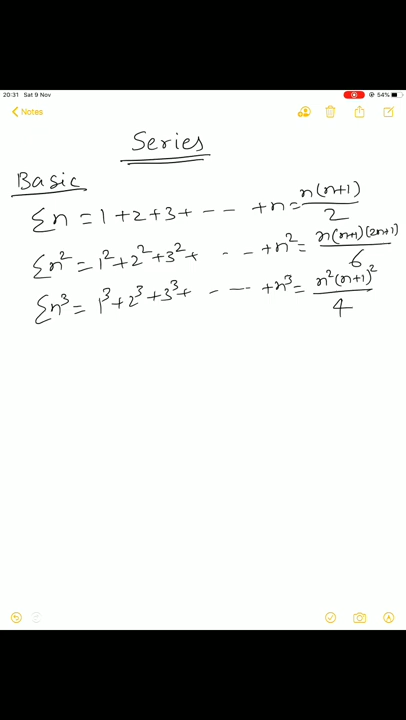 20:31 Sat 9 Nov 54%
Notes
Series
Basic
Σn = 1+2+3+ -- -- +n = n(n+1)/2
Σn² = 1²+2²+3²+ -- -- +n² = n(n+1)(2n+1)/6
Σn³ = 1³+2³+3³+ -- -- +n³ = n²(n+1)²/4